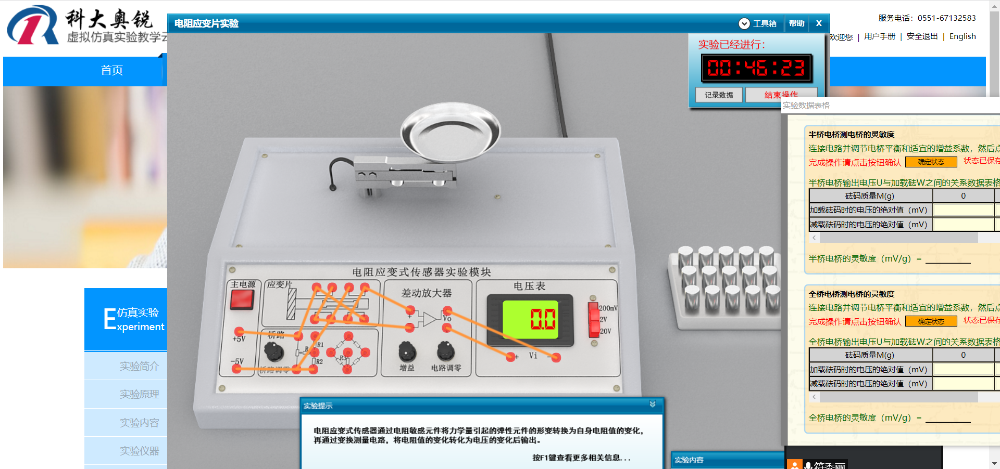 科大奥锐
虚拟仿真实验教学云
服务电话：0551-67132583
欢迎您 | 用户手册 | 安全退出 | English
首页
电阻应变片实验
工具箱
帮助
X
实验已经进行：
00:46:23
记录数据
结束操作
实验数据表格
半桥电桥测电桥的灵敏度
连接电路并调节电桥平衡和适宜的增益系数，然后点
完成操作请点击按钮确认 确定状态 状态已保存
半桥电桥输出电压U与加载砝W之间的关系数据表格
砝码质量M(g) 0
加载砝码时的电压的绝对值（mV）
减载砝码时的电压的绝对值（mV）
半桥电桥的灵敏度（mV/g）=
全桥电桥测电桥的灵敏度
连接电路并调节电桥平衡和适宜的增益系数，然后点
完成操作请点击按钮确认 确定状态 状态已保存
全桥电桥输出电压U与加载砝W之间的关系数据表格
砝码质量M(g) 0
加载砝码时的电压的绝对值（mV）
减载砝码时的电压的绝对值（mV）
全桥电桥的灵敏度（mV/g）=
电阻应变式传感器实验模块
主电源
+5V
-5V
应变片
桥路
R
R1
R2
R3
桥路调零
差动放大器
+
-
Vo
增益
电路调零
电压表
0.0
200mV
2V
20V
+ Vi -
E仿真实验
xperiment
实验简介
实验原理
实验内容
实验仪器
实验提示
电阻应变式传感器通过电阻敏感元件将力学量引起的弹性元件的形变转换为自身电阻值的变化，
再通过变换测量电路，将电阻值的变化转化为电压的变化后输出。
按F1键查看更多相关信息...
实验内容
符秀丽